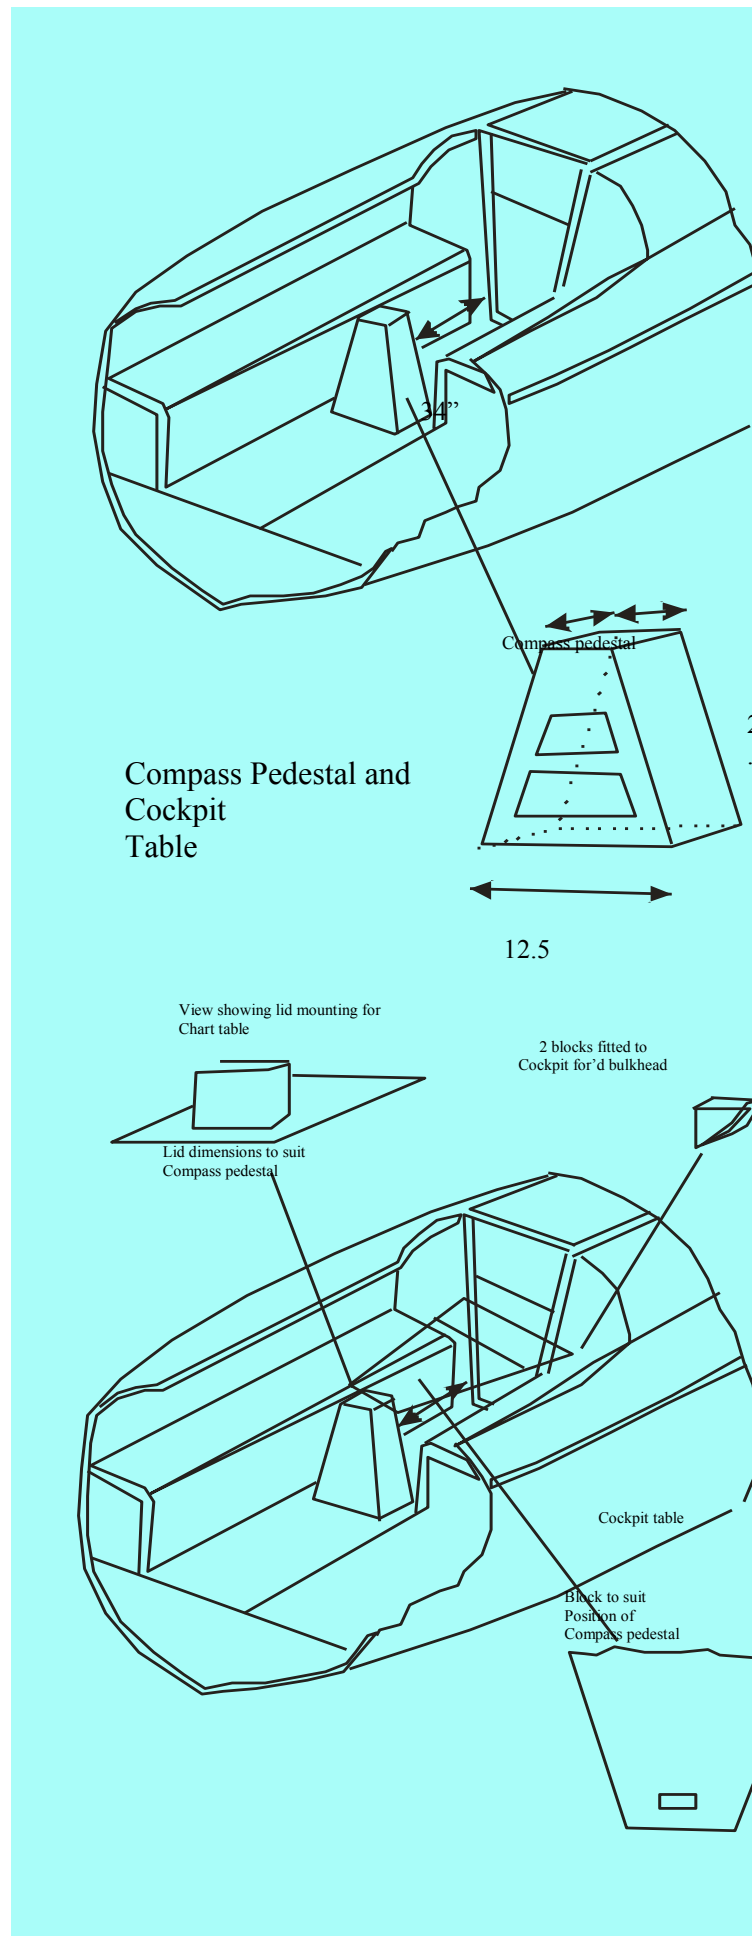 34”
Compass pedestal
2
Compass Pedestal and
Cockpit
Table
12.5
View showing lid mounting for
Chart table
2 blocks fitted to
Cockpit for'd bulkhead
Lid dimensions to suit
Compass pedestal
Cockpit table
Block to suit
Position of
Compass pedestal